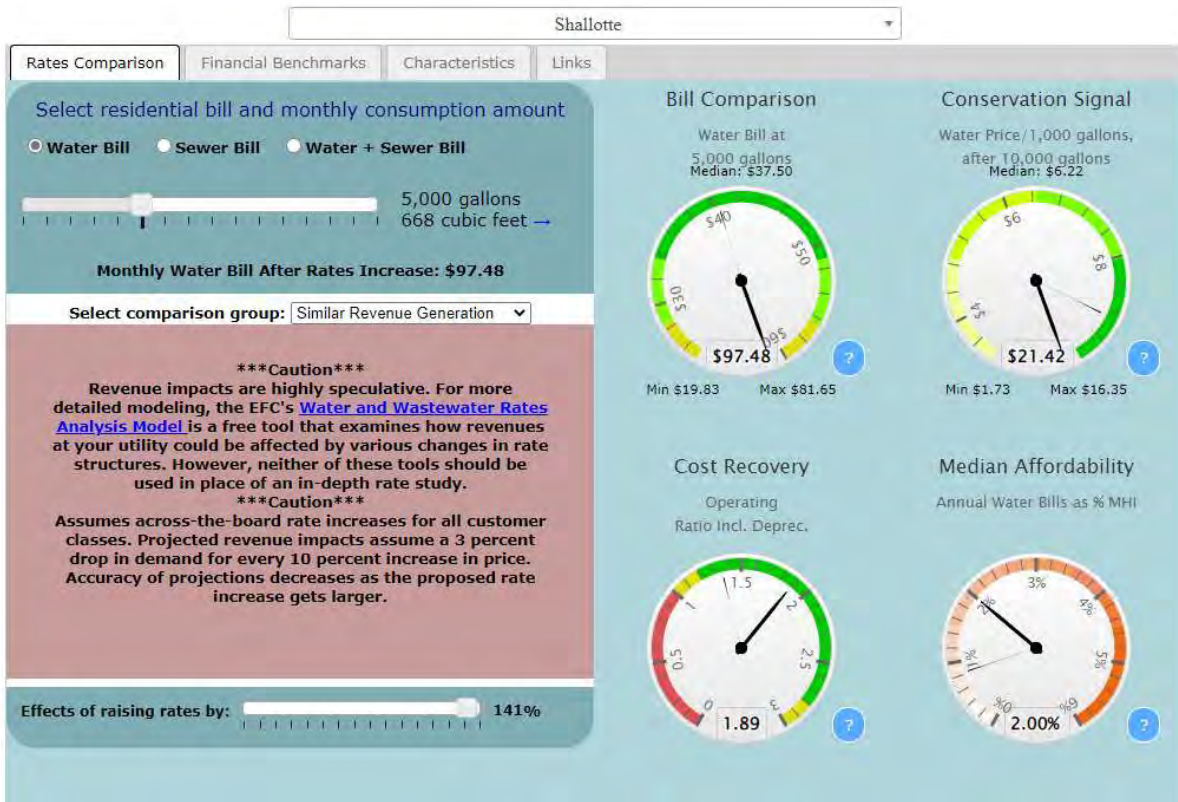 Shallotte
Rates Comparison
Financial Benchmarks
Characteristics
Links
Select residential bill and monthly consumption amount
Water Bill
Sewer Bill
Water + Sewer Bill
5,000 gallons
668 cubic feet →
Monthly Water Bill After Rates Increase: $97.48
Select comparison group: Similar Revenue Generation
***Caution***
Revenue impacts are highly speculative. For more
detailed modeling, the EFC's Water and Wastewater Rates
Analysis Model is a free tool that examines how revenues
at your utility could be affected by various changes in rate
structures. However, neither of these tools should be
used in place of an in-depth rate study.
***Caution***
Assumes across-the-board rate increases for all customer
classes. Projected revenue impacts assume a 3 percent
drop in demand for every 10 percent increase in price.
Accuracy of projections decreases as the proposed rate
increase gets larger.
Effects of raising rates by: 141%
Bill Comparison
Water Bill at
5,000 gallons
Median: $37.50
$30
$40
$50
$60
$97.48
?
Min $19.83 Max $81.65
Conservation Signal
Water Price/1,000 gallons,
after 10,000 gallons
Median: $6.22
$4
$6
$8
$21.42
?
Min $1.73 Max $16.35
Cost Recovery
Operating
Ratio Incl. Deprec.
0
0.5
1
1.5
2
2.5
3
1.89
?
Median Affordability
Annual Water Bills as % MHI
0%
1%
2%
3%
4%
5%
6%
2.00%
?